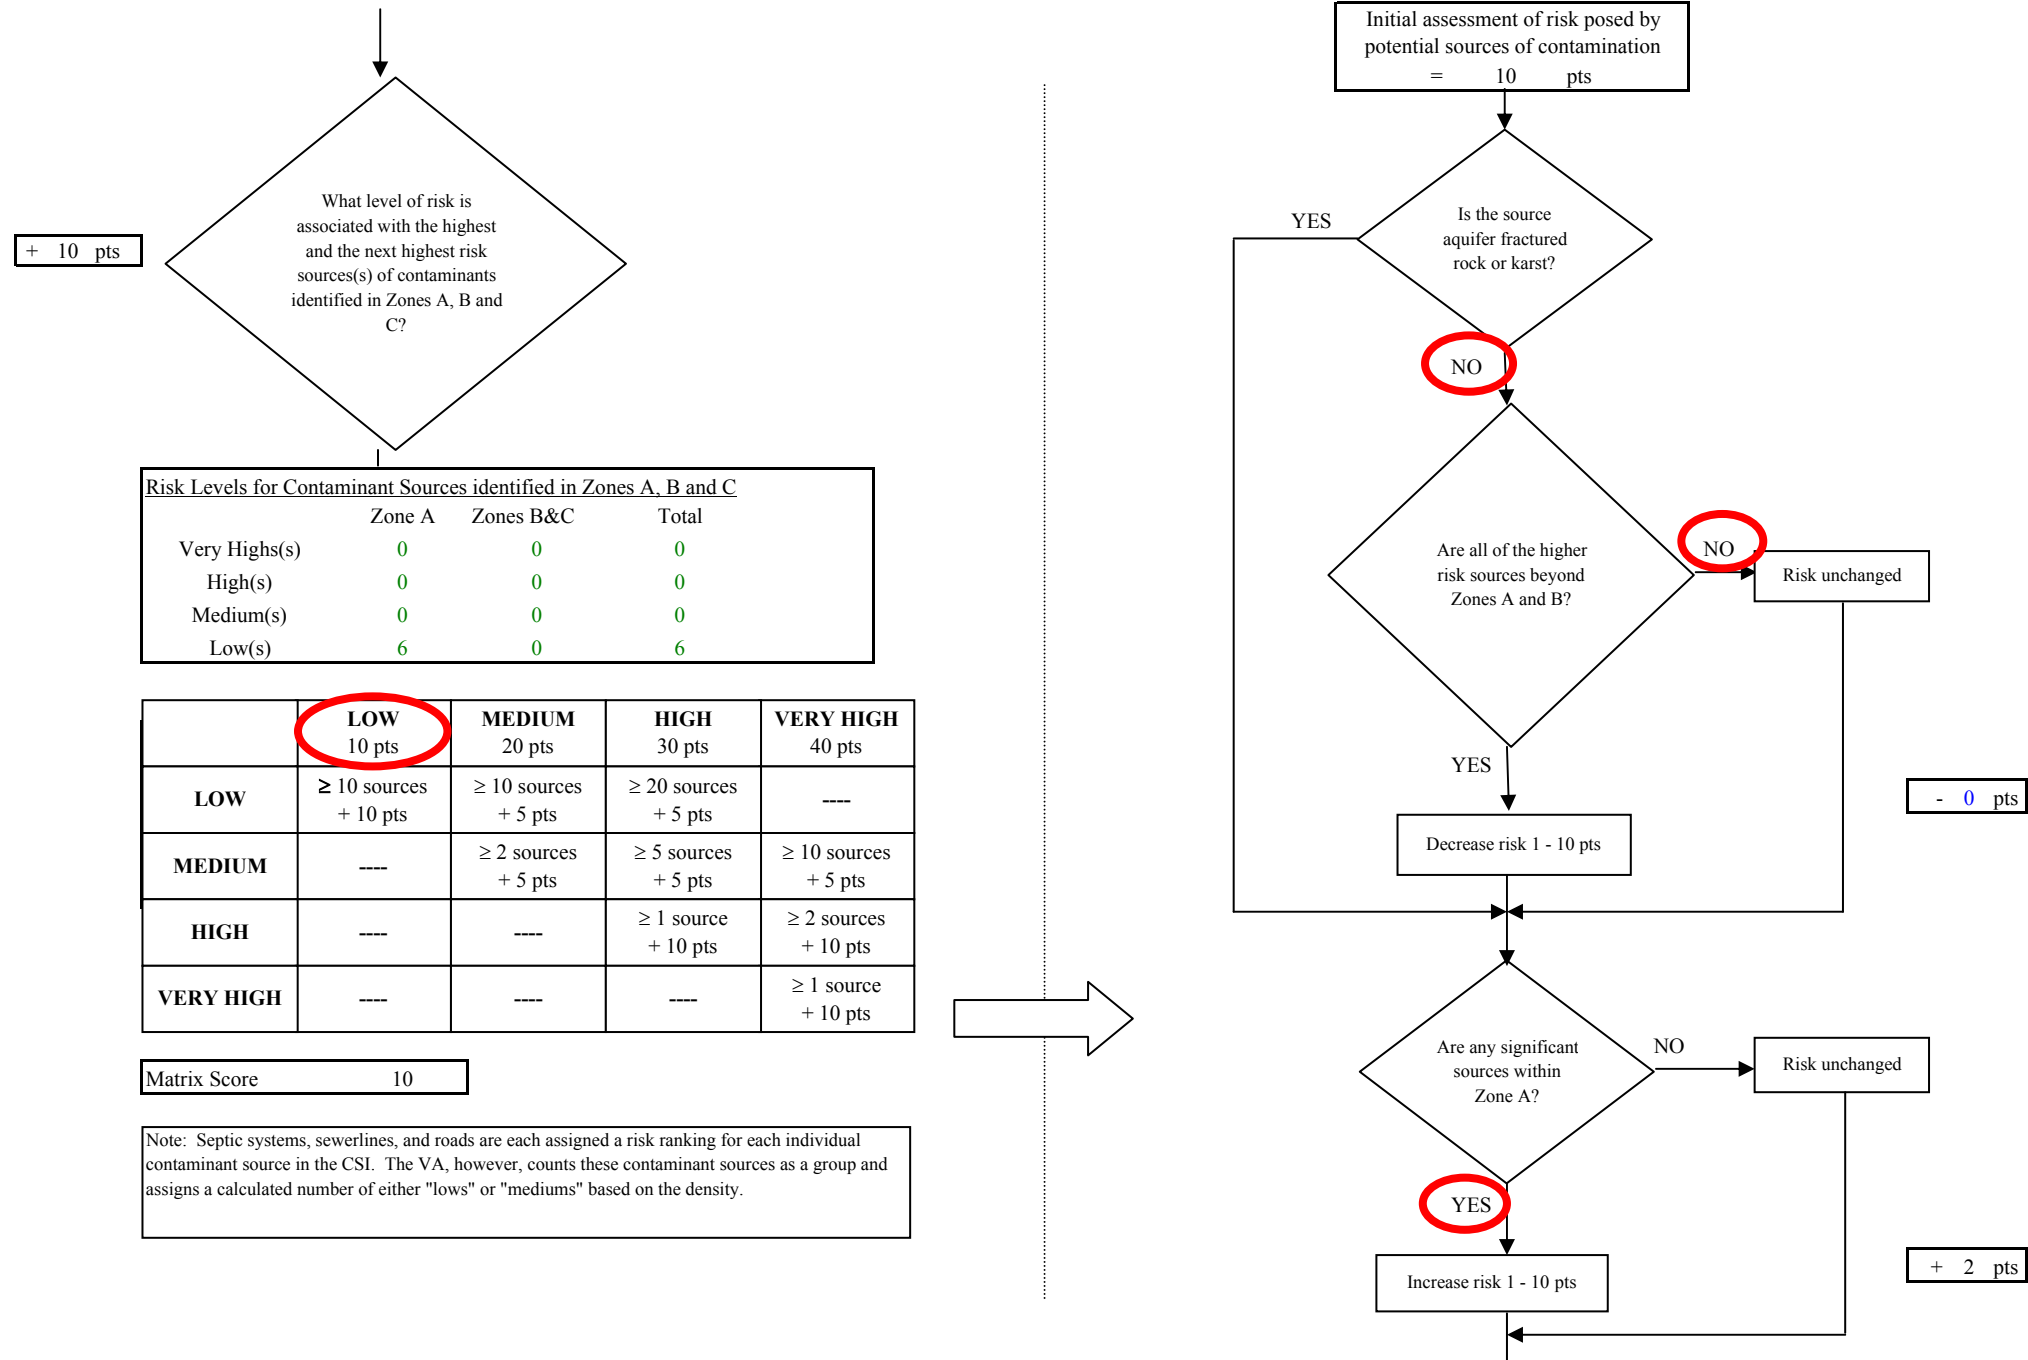 What level of risk is
associated with the highest
and the next highest risk
sources(s) of contaminants
identified in Zones A, B and
C?
+ 10 pts
Risk Levels for Contaminant Sources identified in Zones A, B and C
Zone A Zones B&C Total
Very Highs(s) 0 0 0
High(s) 0 0 0
Medium(s) 0 0 0
Low(s) 6 0 6
LOW MEDIUM HIGH VERY HIGH
10 pts 20 pts 30 pts 40 pts
LOW ≥ 10 sources ≥ 10 sources ≥ 20 sources ----
+ 10 pts + 5 pts + 5 pts
MEDIUM ---- ≥ 2 sources ≥ 5 sources ≥ 10 sources
+ 5 pts + 5 pts + 5 pts
HIGH ---- ---- ≥ 1 source ≥ 2 sources
+ 10 pts + 10 pts
VERY HIGH ---- ---- ---- ≥ 1 source
+ 10 pts
Matrix Score 10
Note: Septic systems, sewerlines, and roads are each assigned a risk ranking for each individual
contaminant source in the CSI. The VA, however, counts these contaminant sources as a group and
assigns a calculated number of either "lows" or "mediums" based on the density.
Initial assessment of risk posed by
potential sources of contamination
= 10 pts
YES
Is the source
aquifer fractured
rock or karst?
NO
Are all of the higher
risk sources beyond
Zones A and B?
NO
Risk unchanged
YES
- 0 pts
Decrease risk 1 - 10 pts
Are any significant
sources within
Zone A?
NO
Risk unchanged
YES
+ 2 pts
Increase risk 1 - 10 pts